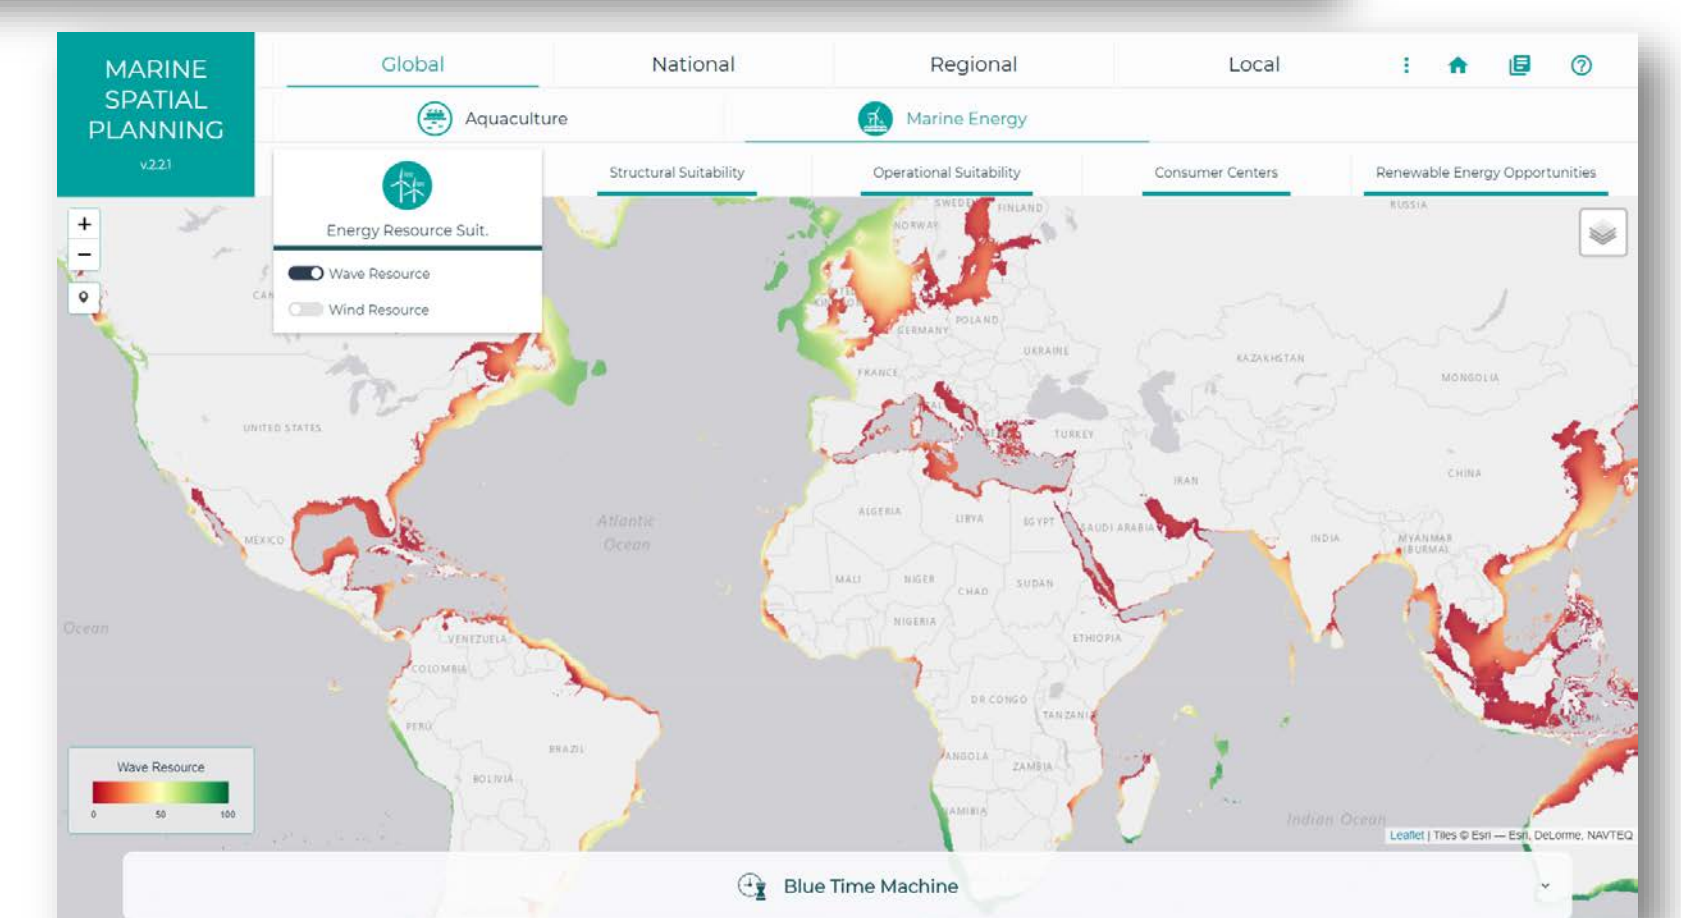 MARINE
SPATIAL
PLANNING
v.2.2.1
Global
National
Regional
Local
Aquaculture
Marine Energy
Energy Resource Suit.
Structural Suitability
Operational Suitability
Consumer Centers
Renewable Energy Opportunities
Wave Resource
Wind Resource
+
−
SWEDEN
FINLAND
RUSSIA
NORWAY
POLAND
GERMANY
UKRAINE
KAZAKHSTAN
MONGOLIA
FRANCE
UNITED STATES
TURKEY
CHINA
IRAN
Atlantic
Ocean
ALGERIA
LIBYA
EGYPT
SAUDI ARABIA
MEXICO
INDIA
MYANMAR
(BURMA)
MALI
NIGER
CHAD
SUDAN
Ocean
NIGERIA
ETHIOPIA
VENEZUELA
COLOMBIA
DR CONGO
TANZANIA
PERU
BRAZIL
ANGOLA
ZAMBIA
BOLIVIA
NAMIBIA
Indian Ocean
Wave Resource
0 50 100
Leaflet | Tiles © Esri — Esri, DeLorme, NAVTEQ
Blue Time Machine